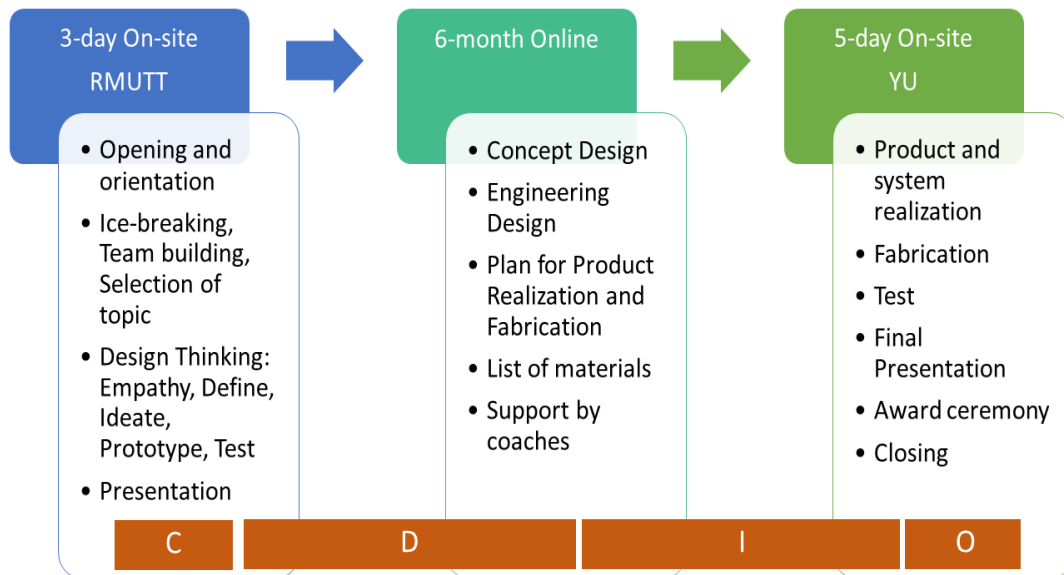 3-day On-site
RMUTT
• Opening and
orientation
• Ice-breaking,
Team building,
Selection of
topic
• Design Thinking:
Empathy, Define,
Ideate,
Prototype, Test
• Presentation
6-month Online
• Concept Design
• Engineering
Design
• Plan for Product
Realization and
Fabrication
• List of materials
• Support by
coaches
5-day On-site
YU
• Product and
system
realization
• Fabrication
• Test
• Final
Presentation
• Award ceremony
• Closing
C
D
I
O